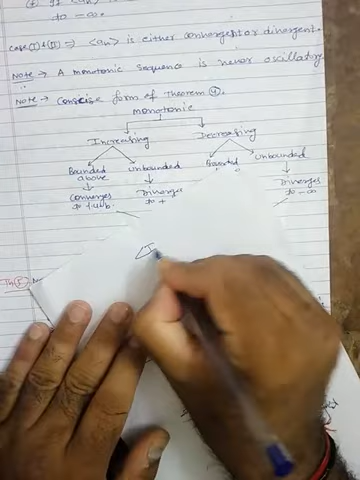 to - ∞.
Case (I) & (II) ⇒ <an> is either convergent or divergent.
Note → A monotonic Sequence is never oscillatory
Note → Concise form of Theorem (4).
monotonic
Increasing Decreasing
Bounded above Unbounded Bounded Unbounded
Converges to l.u.b. Diverges to + Diverges to - ∞